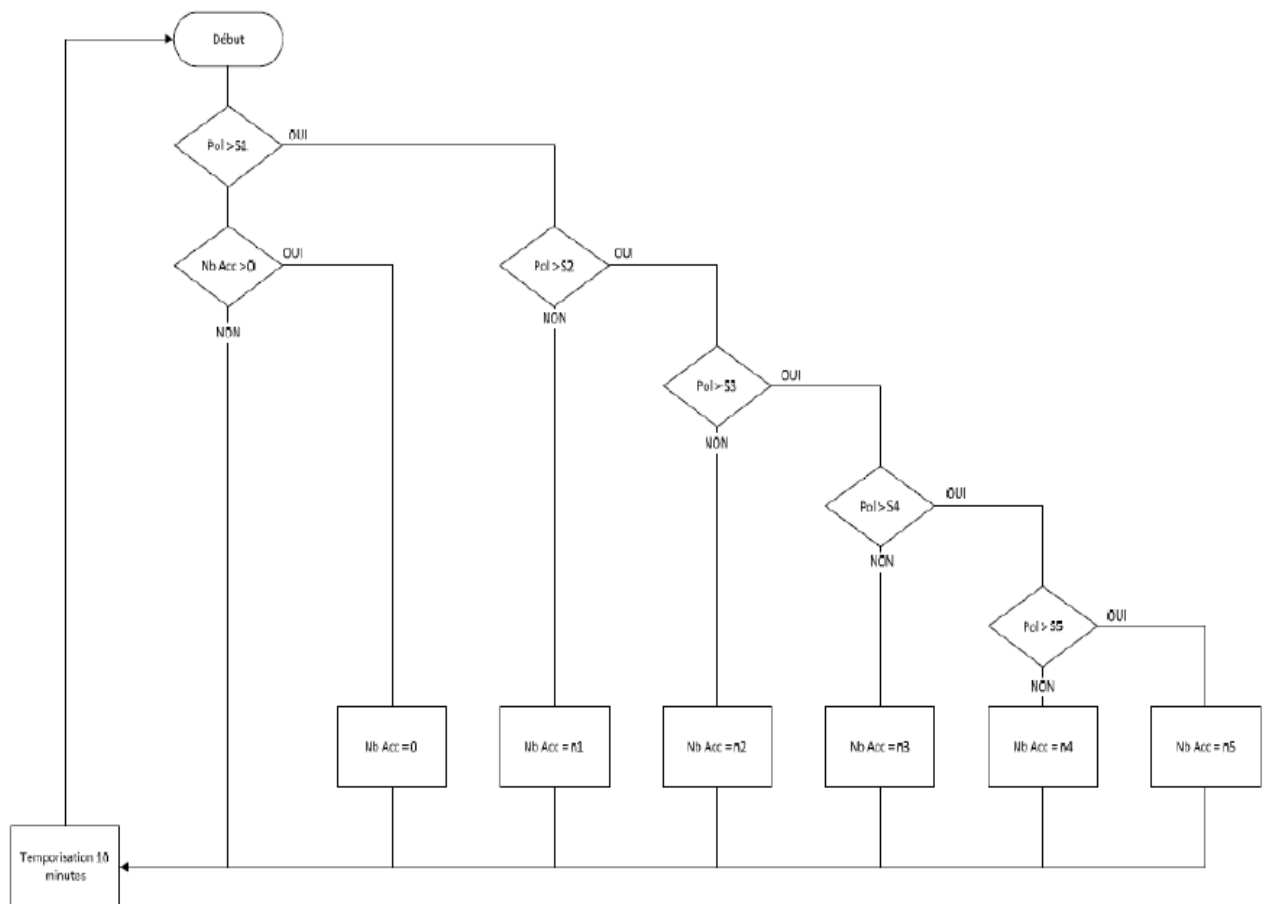 Début
Pol >S1
OUI
Nb Acc >0
OUI
NON
Pol >S2
OUI
NON
Pol >S3
OUI
NON
Pol >S4
OUI
NON
Pol > S5
OUI
NON
Nb Acc =0
Nb Acc =n1
Nb Acc =n2
Nb Acc =n3
Nb Acc =n4
Nb Acc =n5
Temporisation 10
minutes